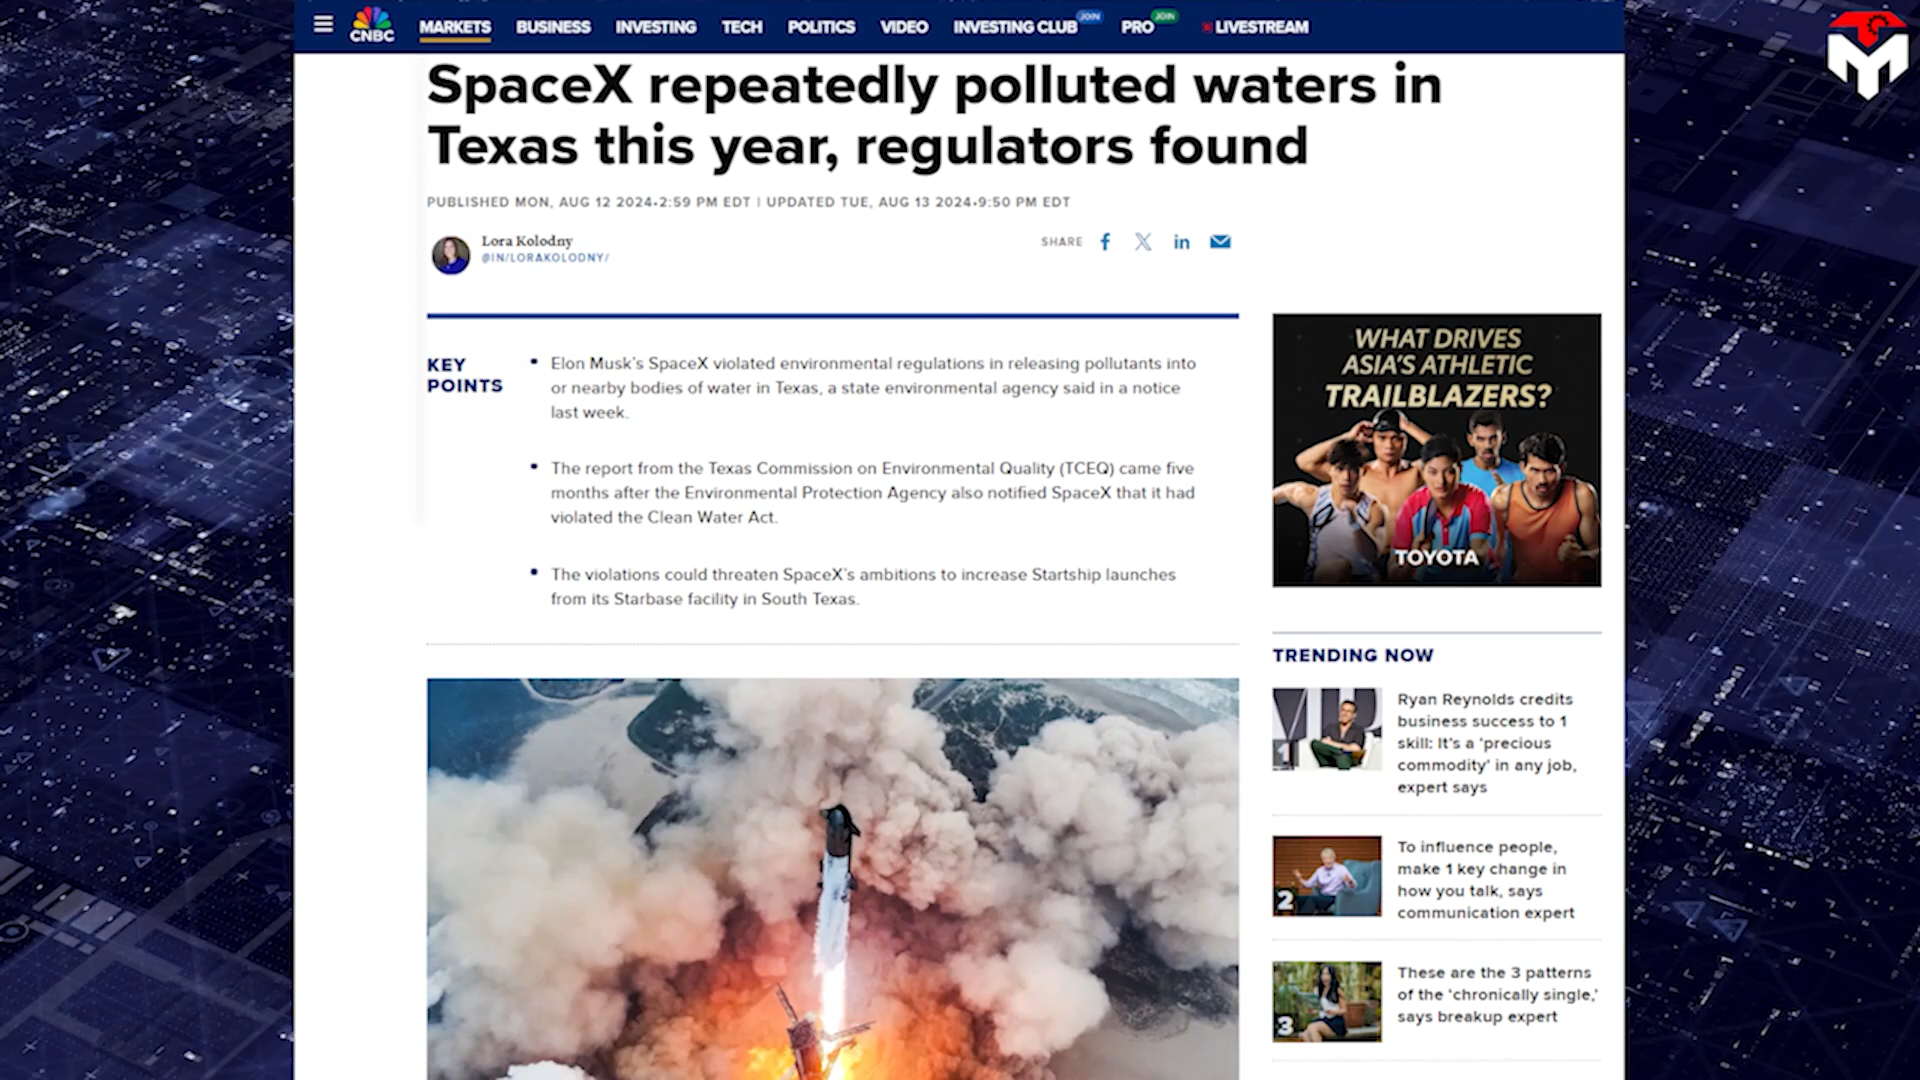 CNBC
MARKETS
BUSINESS
INVESTING
TECH
POLITICS
VIDEO
INVESTING CLUB JOIN
PRO JOIN
LIVESTREAM
M
SpaceX repeatedly polluted waters in
Texas this year, regulators found
PUBLISHED MON, AUG 12 2024•2:59 PM EDT | UPDATED TUE, AUG 13 2024•9:50 PM EDT
Lora Kolodny
@IN/LORAKOLODNY/
SHARE
KEY
POINTS
Elon Musk's SpaceX violated environmental regulations in releasing pollutants into
or nearby bodies of water in Texas, a state environmental agency said in a notice
last week.
The report from the Texas Commission on Environmental Quality (TCEQ) came five
months after the Environmental Protection Agency also notified SpaceX that it had
violated the Clean Water Act.
The violations could threaten SpaceX's ambitions to increase Startship launches
from its Starbase facility in South Texas.
WHAT DRIVES
ASIA'S ATHLETIC
TRAILBLAZERS?
TOYOTA
TRENDING NOW
1
Ryan Reynolds credits
business success to 1
skill: It's a 'precious
commodity' in any job,
expert says
2
To influence people,
make 1 key change in
how you talk, says
communication expert
3
These are the 3 patterns
of the 'chronically single,'
says breakup expert